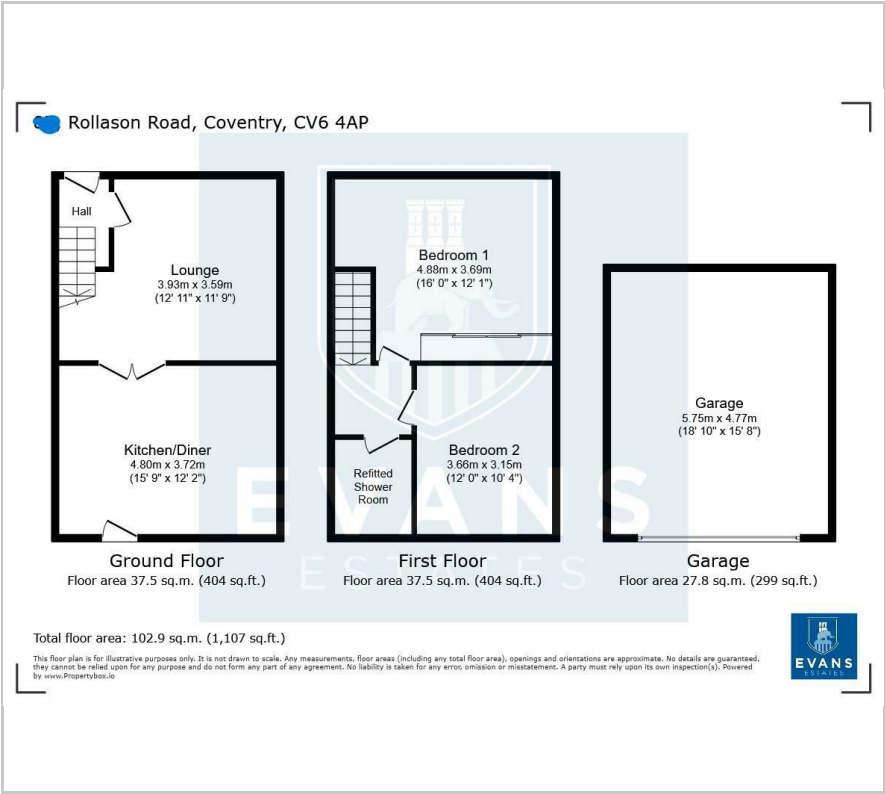 Rollason Road, Coventry, CV6 4AP
Hall
Lounge
3.93m x 3.59m
(12' 11" x 11' 9")
Kitchen/Diner
4.80m x 3.72m
(15' 9" x 12' 2")
Ground Floor
Floor area 37.5 sq.m. (404 sq.ft.)
Bedroom 1
4.88m x 3.69m
(16' 0" x 12' 1")
Bedroom 2
3.66m x 3.15m
(12' 0" x 10' 4")
Refitted
Shower
Room
First Floor
Floor area 37.5 sq.m. (404 sq.ft.)
Garage
5.75m x 4.77m
(18' 10" x 15' 8")
Garage
Floor area 27.8 sq.m. (299 sq.ft.)
EVANS
ESTATES
Total floor area: 102.9 sq.m. (1,107 sq.ft.)
This floor plan is for illustrative purposes only. It is not drawn to scale. Any measurements, floor areas (including any total floor area), openings and orientations are approximate. No details are guaranteed,
they cannot be relied upon for any purpose and do not form any part of any agreement. No liability is taken for any error, omission or misstatement. A party must rely upon its own inspection(s). Powered
by www.Propertybox.io
EVANS
ESTATES